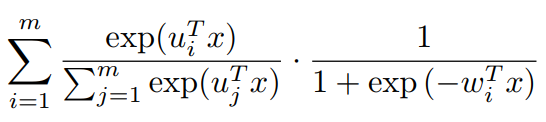 \sum_{i=1}^{m} \frac{\exp(u_i^T x)}{\sum_{j=1}^{m} \exp(u_j^T x)} \cdot \frac{1}{1 + \exp(-w_i^T x)}